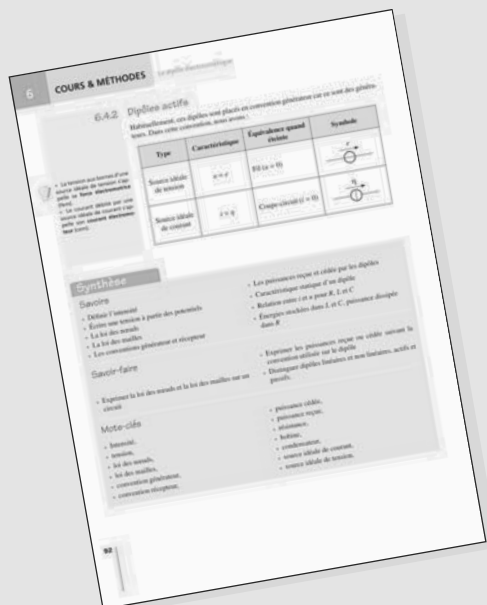 6
COURS & MÉTHODES
6.4.2 Dipôles actifs
Habituellement, ces dipôles sont placés en convention générateur car ce sont des généra-
teurs. Dans cette convention, nous avons :
Type Caractéristique Équivalence quand éteinte Symbole
Source idéale de tension u = e Fil (u = 0) e
Source idéale de courant i = η Coupe-circuit (i = 0) η
• La tension aux bornes d'une
source idéale de tension s'ap-
pelle sa force électromotrice
(fem).
• Le courant débité par une
source idéale de courant s'ap-
pelle son courant électromo-
teur (cem).
Synthèse
Savoirs
• Définir l'intensité
• Écrire une tension à partir des potentiels
• La loi des nœuds
• La loi des mailles
• Les conventions générateur et récepteur
• Les puissances reçue et cédée par les dipôles
• Caractéristique statique d'un dipôle
• Relation entre i et u pour R, L et C
• Énergies stockées dans L et C, puissance dissipée
dans R
Savoir-faire
• Exprimer la loi des nœuds et la loi des mailles sur un
circuit
• Exprimer les puissances reçue ou cédée suivant la
convention utilisée sur le dipôle
• Distinguer dipôles linéaires et non linéaires, actifs et
passifs.
Mots-clés
• Intensité,
• tension,
• loi des nœuds,
• loi des mailles,
• convention générateur,
• convention récepteur,
• puissance cédée,
• puissance reçue,
• résistance,
• bobine,
• condensateur,
• source idéale de courant,
• source idéale de tension.
92